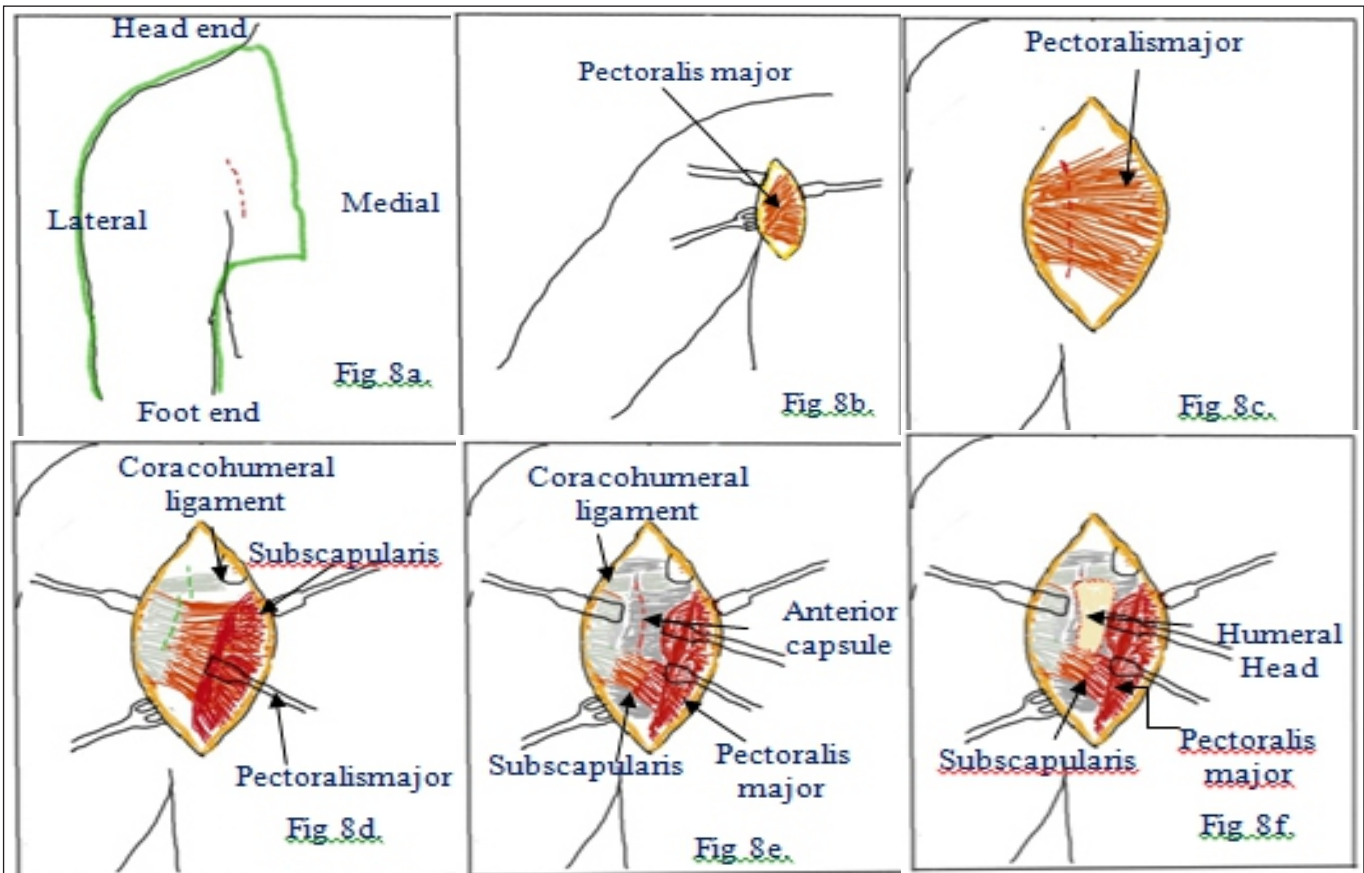 Head end
Lateral
Medial
Fig 8a.
Foot end
Pectoralis major
Fig 8b.
Pectoralismajor
Fig 8c.
Coracohumeral
ligament
Subscapularis
Pectoralismajor
Fig 8d.
Coracohumeral
ligament
Anterior
capsule
Subscapularis
Pectoralis
major
Fig 8e.
Humeral
Head
Subscapularis
Pectoralis
major
Fig 8f.